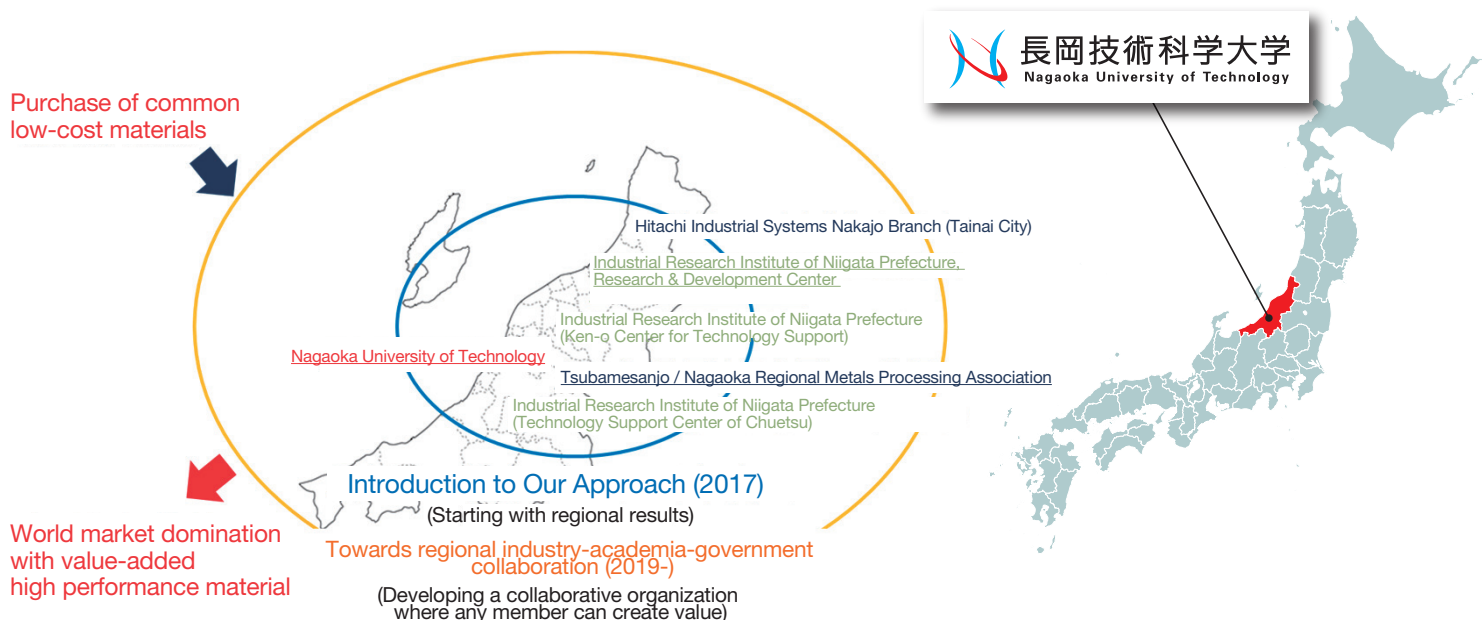 長岡技術科学大学
Nagaoka University of Technology
Purchase of common
low-cost materials
Hitachi Industrial Systems Nakajo Branch (Tainai City)
Industrial Research Institute of Niigata Prefecture,
Research & Development Center
Industrial Research Institute of Niigata Prefecture
(Ken-o Center for Technology Support)
Nagaoka University of Technology
Tsubamesanjo / Nagaoka Regional Metals Processing Association
Industrial Research Institute of Niigata Prefecture
(Technology Support Center of Chuetsu)
Introduction to Our Approach (2017)
(Starting with regional results)
World market domination
with value-added
high performance material
Towards regional industry-academia-government
collaboration (2019-)
(Developing a collaborative organization
where any member can create value)